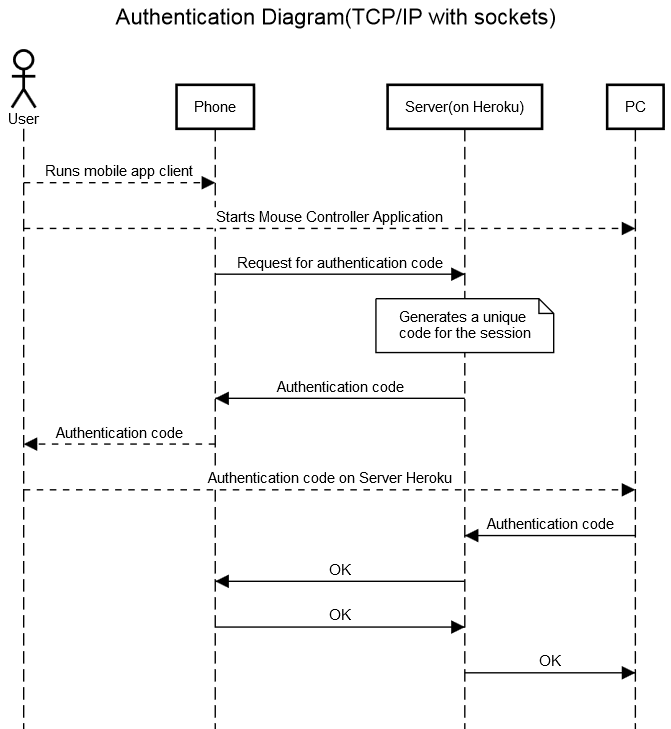 Authentication Diagram(TCP/IP with sockets)
User
Phone
Server(on Heroku)
PC
Runs mobile app client
Starts Mouse Controller Application
Request for authentication code
Generates a unique
code for the session
Authentication code
Authentication code
Authentication code on Server Heroku
Authentication code
OK
OK
OK